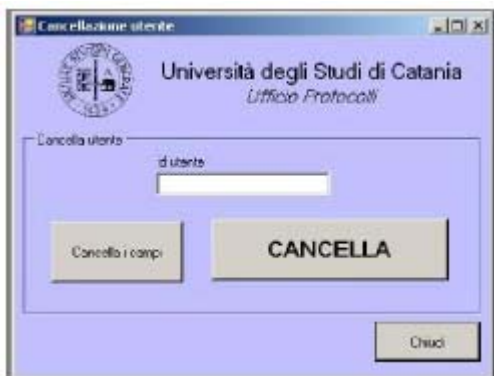 Cancellazione utente
Università degli Studi di Catania
Ufficio Protocolli
Cancella utente
id utente
Cancella i campi
CANCELLA
Chiudi